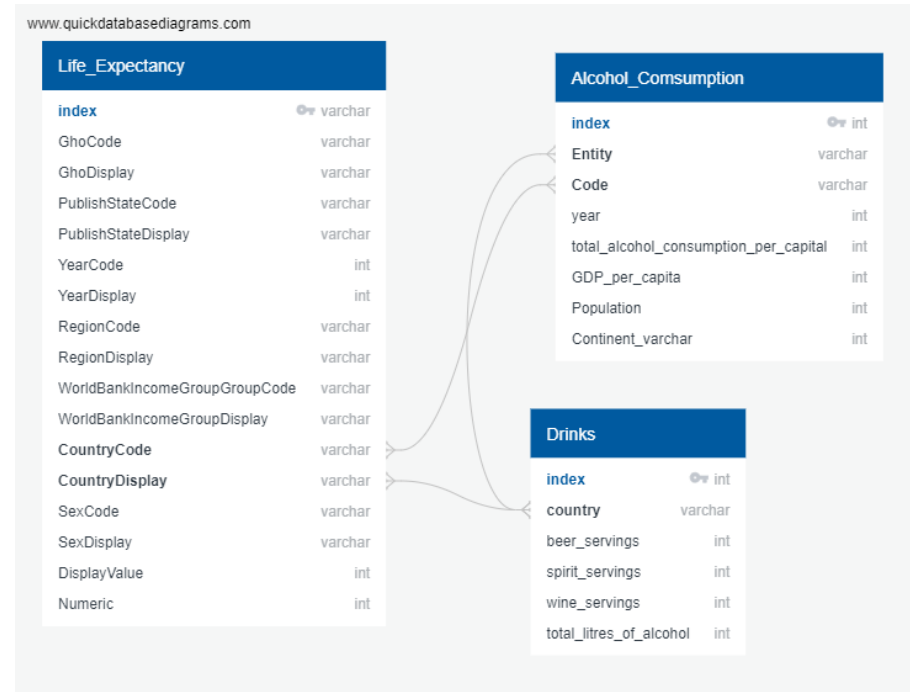 www.quickdatabasediagrams.com
Life_Expectancy
index varchar
GhoCode varchar
GhoDisplay varchar
PublishStateCode varchar
PublishStateDisplay varchar
YearCode int
YearDisplay int
RegionCode varchar
RegionDisplay varchar
WorldBankIncomeGroupGroupCode varchar
WorldBankIncomeGroupDisplay varchar
CountryCode varchar
CountryDisplay varchar
SexCode varchar
SexDisplay varchar
DisplayValue int
Numeric int
Alcohol_Comsumption
index int
Entity varchar
Code varchar
year int
total_alcohol_consumption_per_capital int
GDP_per_capita int
Population int
Continent_varchar int
Drinks
index int
country varchar
beer_servings int
spirit_servings int
wine_servings int
total_litres_of_alcohol int